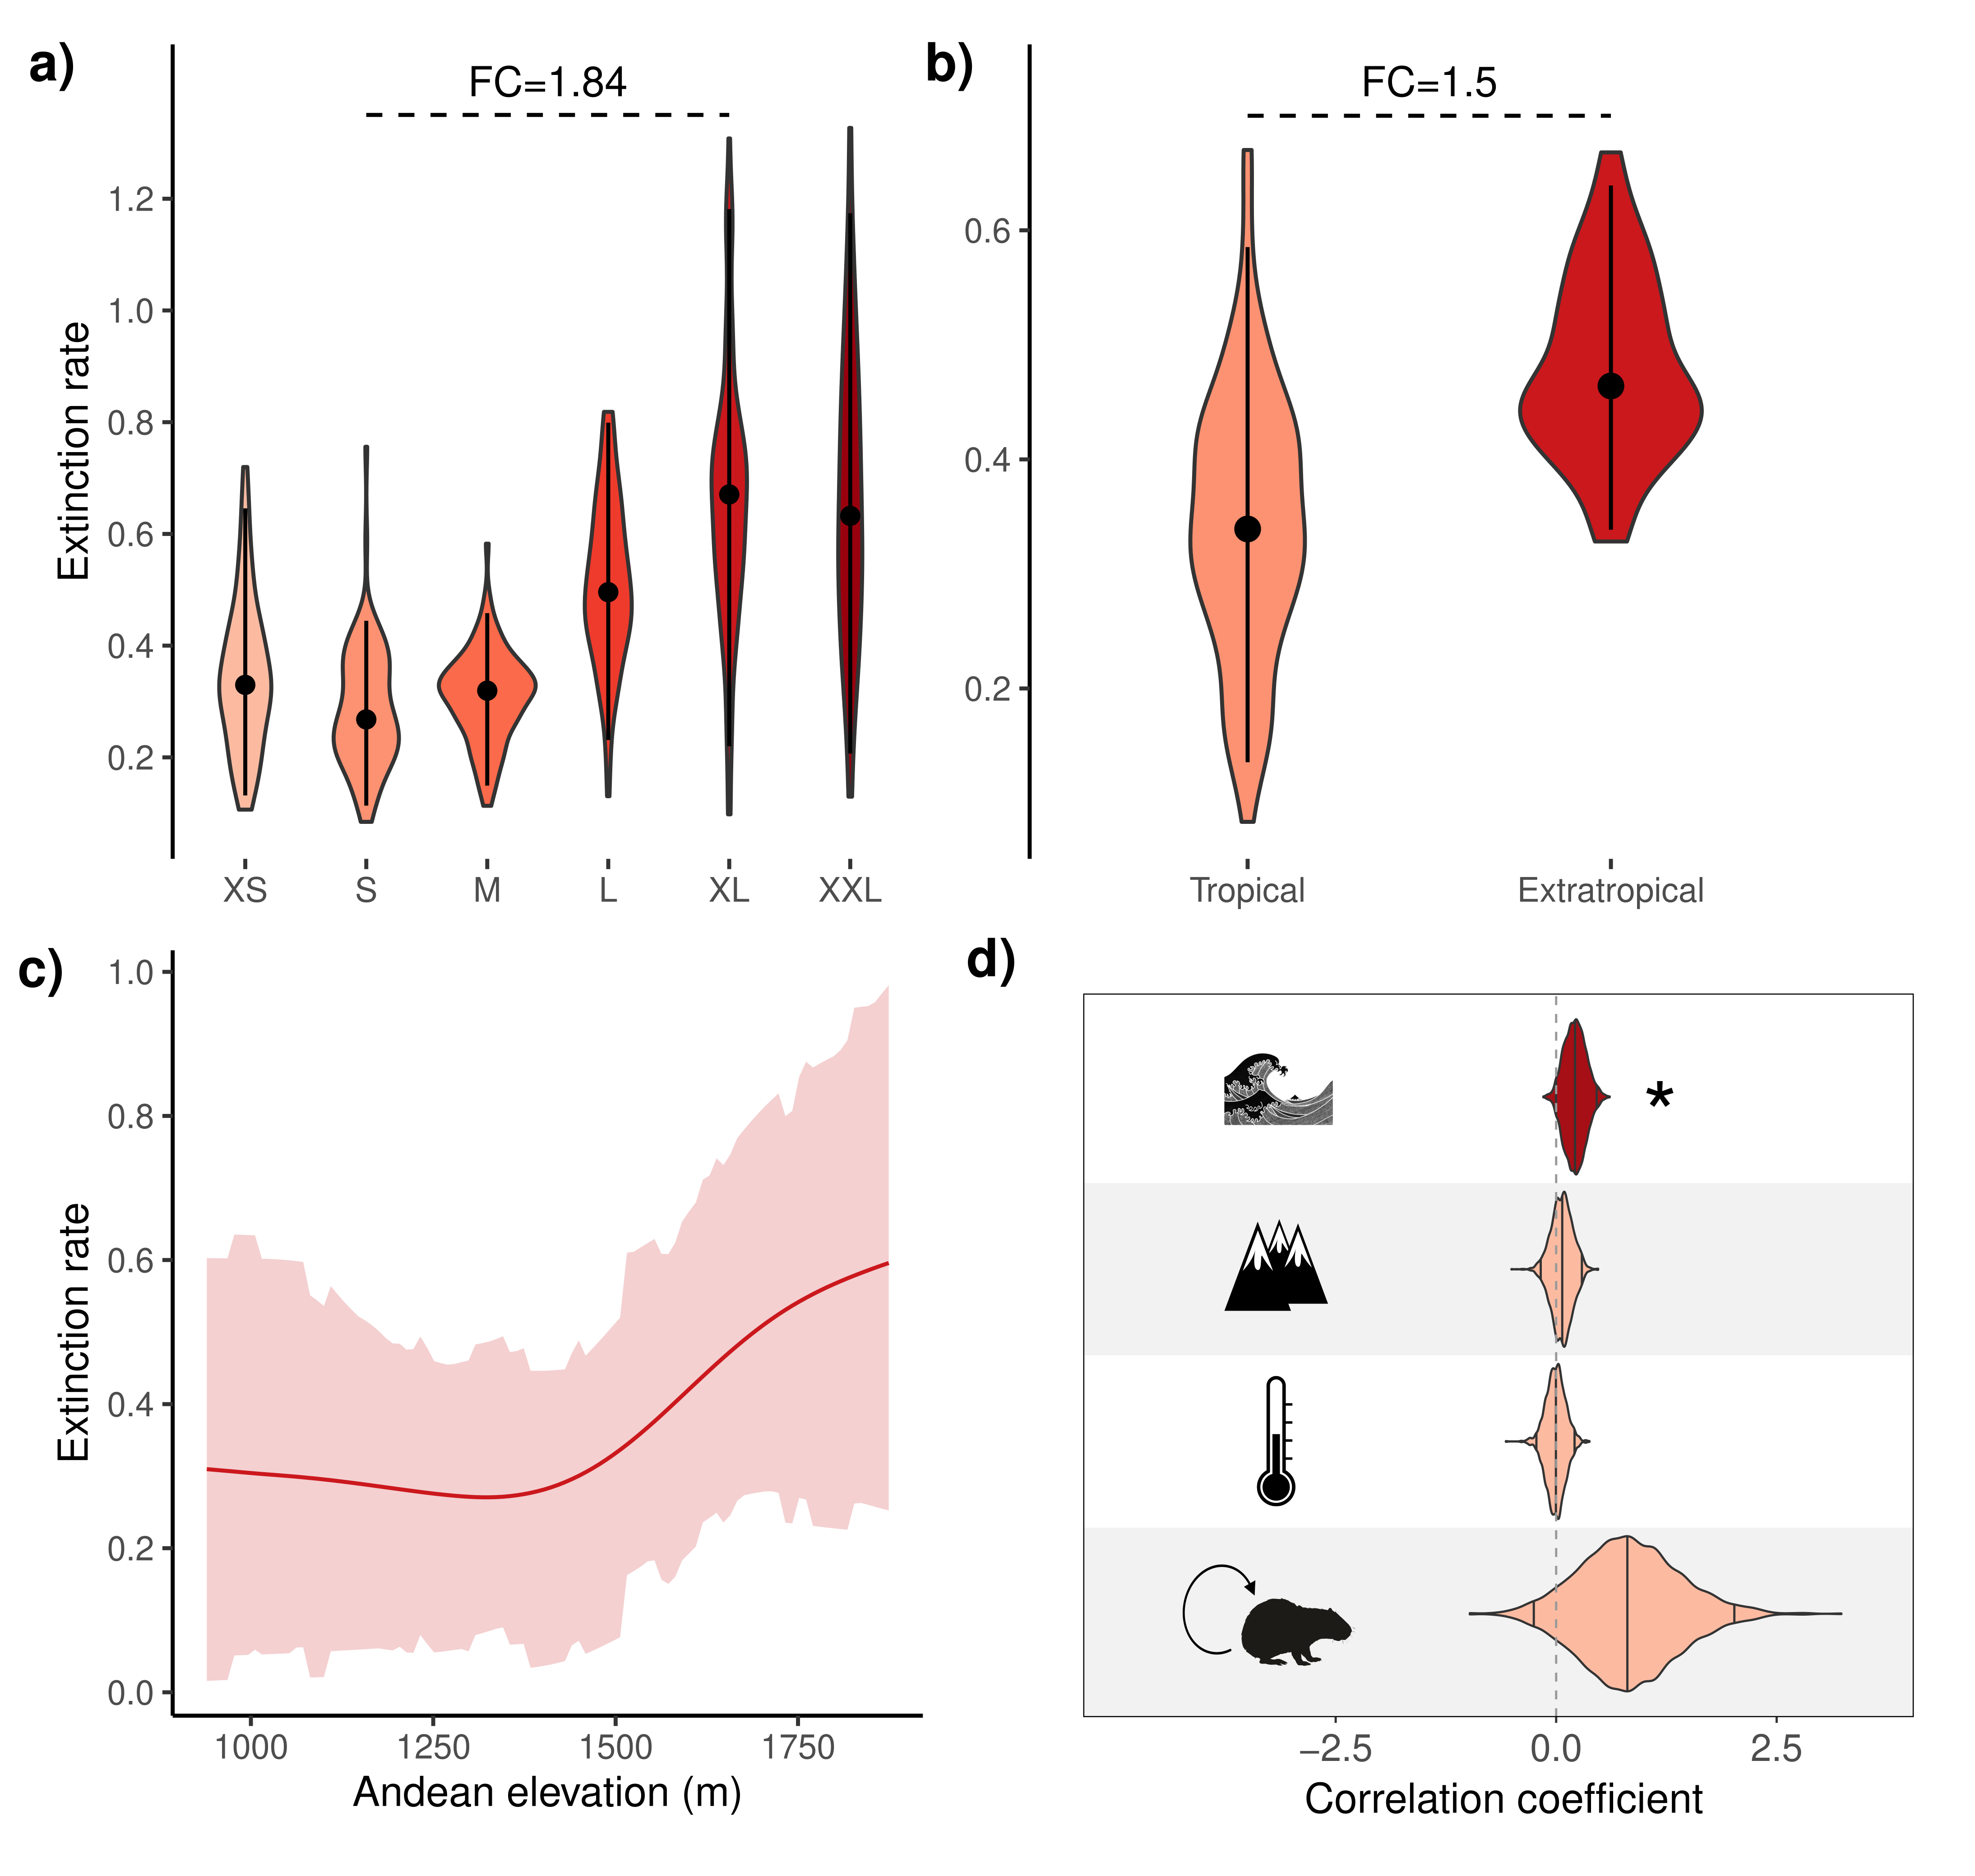 a)
FC=1.84
Extinction rate
1.2
1.0
0.8
0.6
0.4
0.2
XS S M L XL XXL
b)
FC=1.5
0.6
0.4
0.2
Tropical Extratropical
c)
Extinction rate
1.0
0.8
0.6
0.4
0.2
0.0
1000 1250 1500 1750
Andean elevation (m)
d)
*
−2.5 0.0 2.5
Correlation coefficient